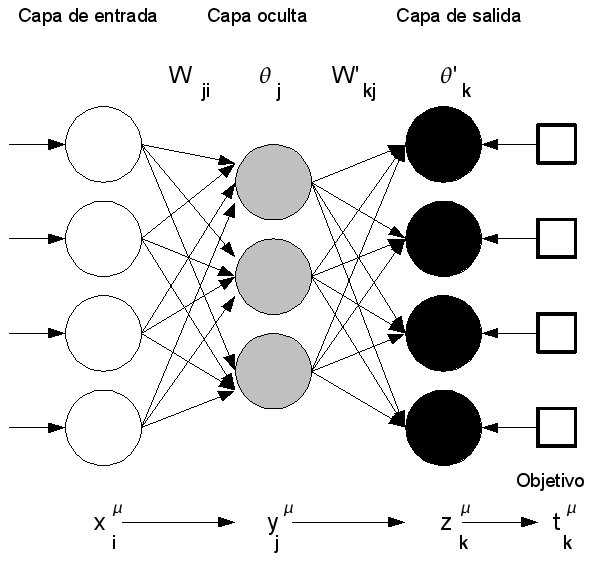 Capa de entrada Capa oculta Capa de salida
W ji θ j W' kj θ' k
Objetivo
x i μ y j μ z k μ t k μ